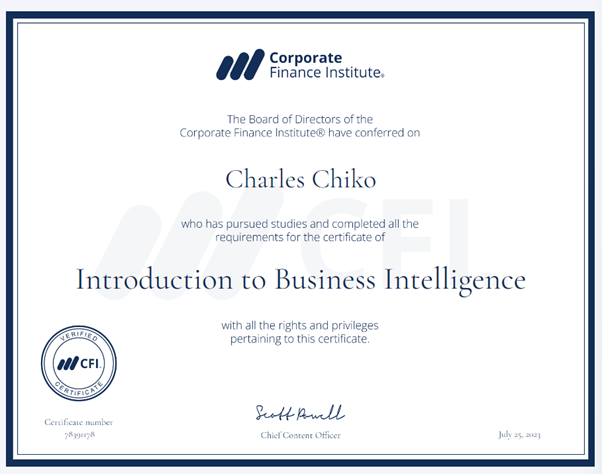 Corporate
Finance Institute®
The Board of Directors of the
Corporate Finance Institute® have conferred on
Charles Chiko
who has pursued studies and completed all the
requirements for the certificate of
Introduction to Business Intelligence
with all the rights and privileges
pertaining to this certificate.
VERIFIED
CFI
CERTIFICATE
Certificate number
78391178
Scott Powell
Chief Content Officer
July 25, 2023
CFI